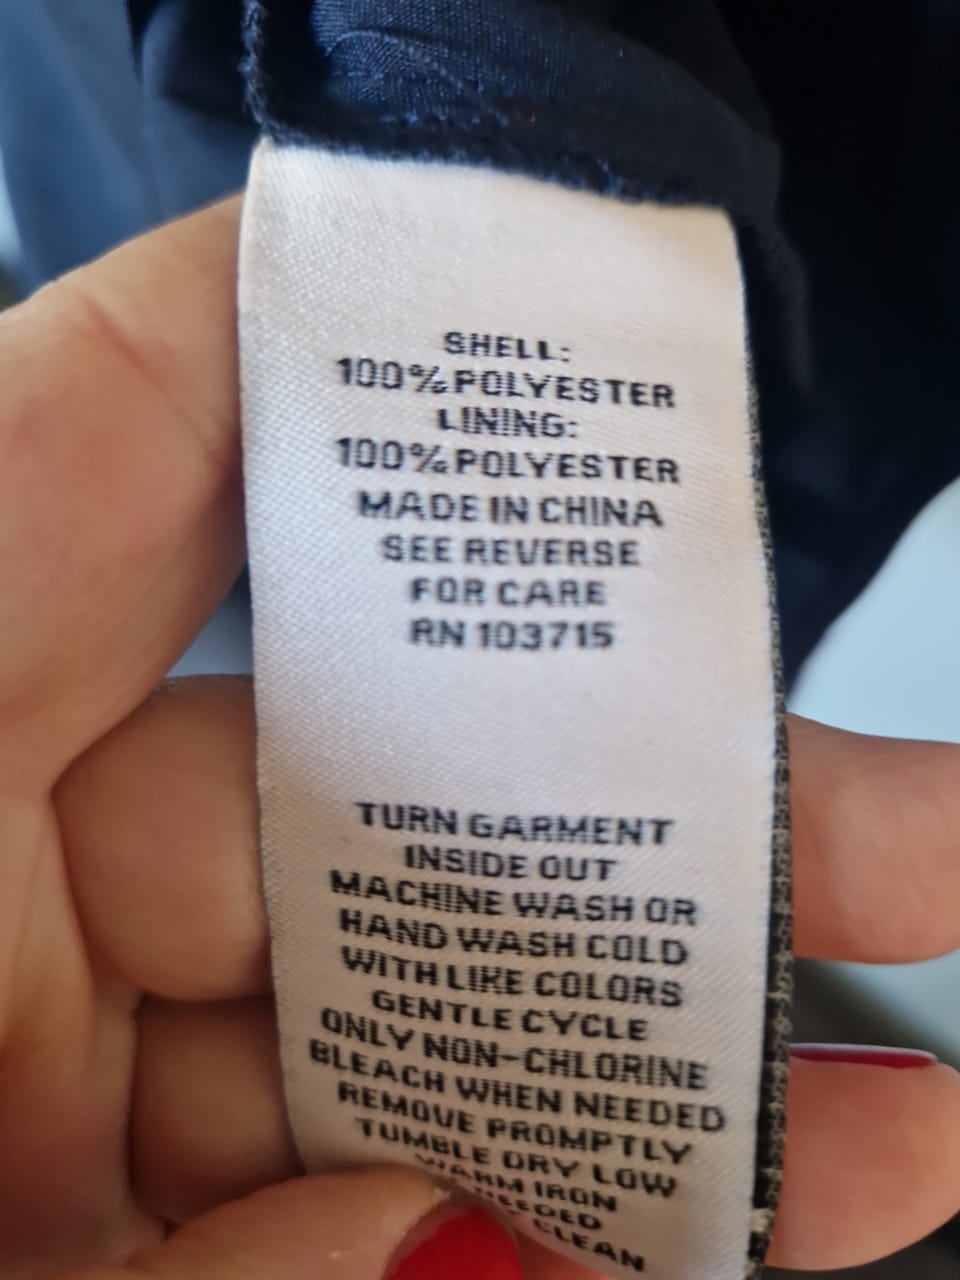 SHELL:
100% POLYESTER
LINING:
100% POLYESTER
MADE IN CHINA
SEE REVERSE
FOR CARE
RN 103715
TURN GARMENT
INSIDE OUT
MACHINE WASH OR
HAND WASH COLD
WITH LIKE COLORS
GENTLE CYCLE
ONLY NON-CHLORINE
BLEACH WHEN NEEDED
REMOVE PROMPTLY
TUMBLE DRY LOW
WARM IRON
CLEAN